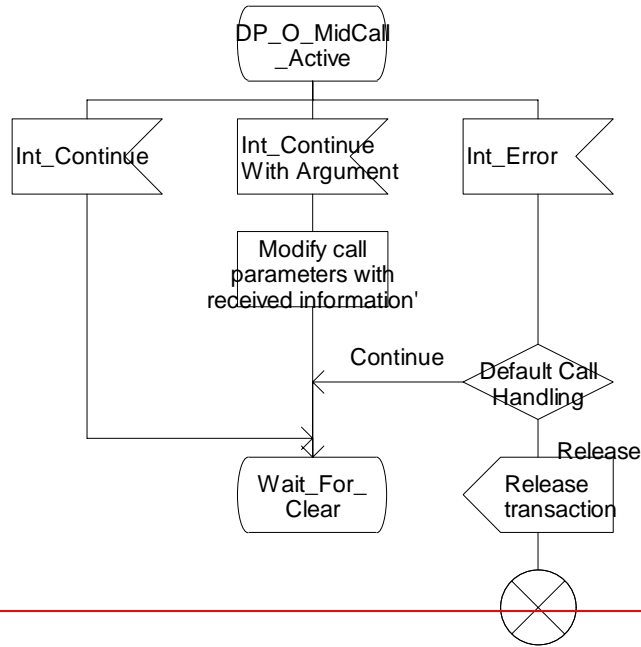 DP_O_MidCall
_Active
Int_Continue
Int_Continue
With Argument
Int_Error
Modify call
parameters with
received information'
Continue
Default Call
Handling
Release
Wait_For_
Clear
Release
transaction